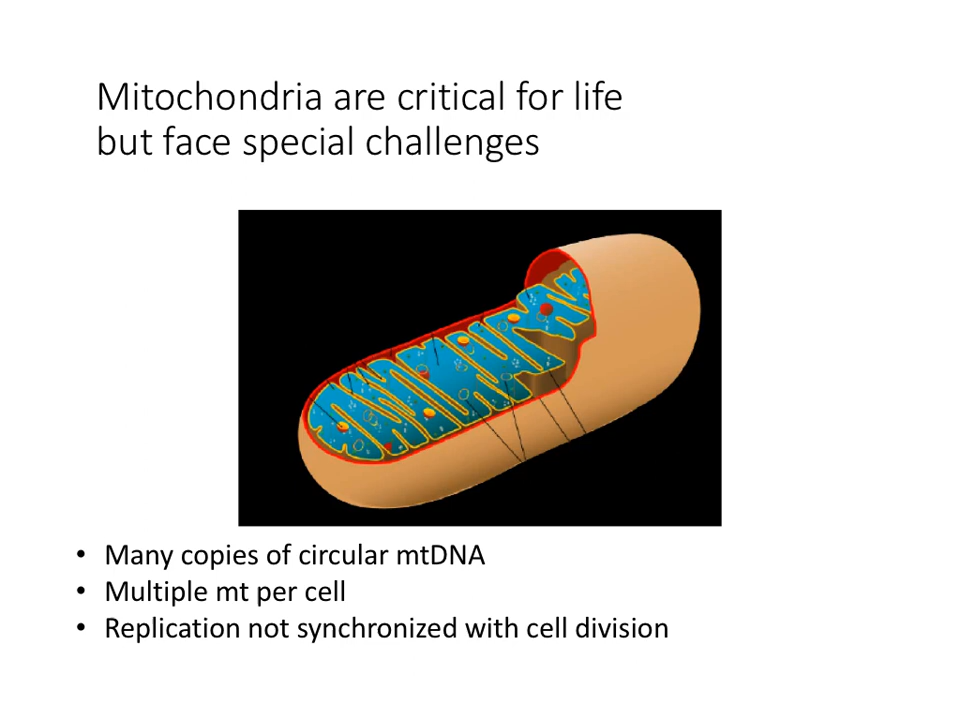 Mitochondria are critical for life
but face special challenges
• Many copies of circular mtDNA
• Multiple mt per cell
• Replication not synchronized with cell division